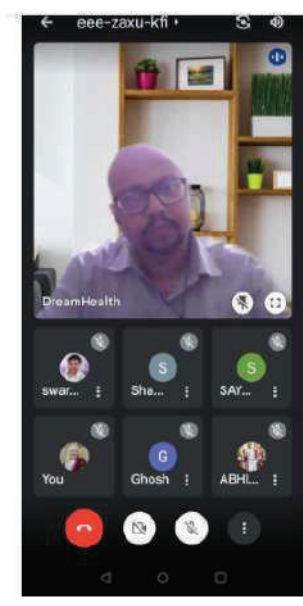 eee-zaxu-kfi
DreamHealth
swar...
S
Sha...
S
SAY...
You
G
Ghosh
ABHI...